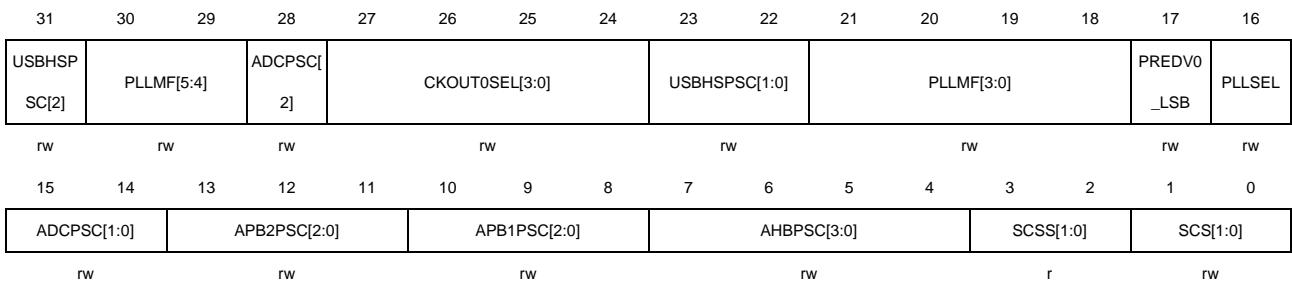 31 30 29 28 27 26 25 24 23 22 21 20 19 18 17 16
USBHSP ADCPSC[ PREDV0
PLLMF[5:4] CKOUT0SEL[3:0] USBHSPSC[1:0] PLLMF[3:0] PLLSEL
SC[2] 2] _LSB
rw rw rw rw rw rw rw rw
15 14 13 12 11 10 9 8 7 6 5 4 3 2 1 0
ADCPSC[1:0] APB2PSC[2:0] APB1PSC[2:0] AHBPSC[3:0] SCSS[1:0] SCS[1:0]
rw rw rw rw r rw